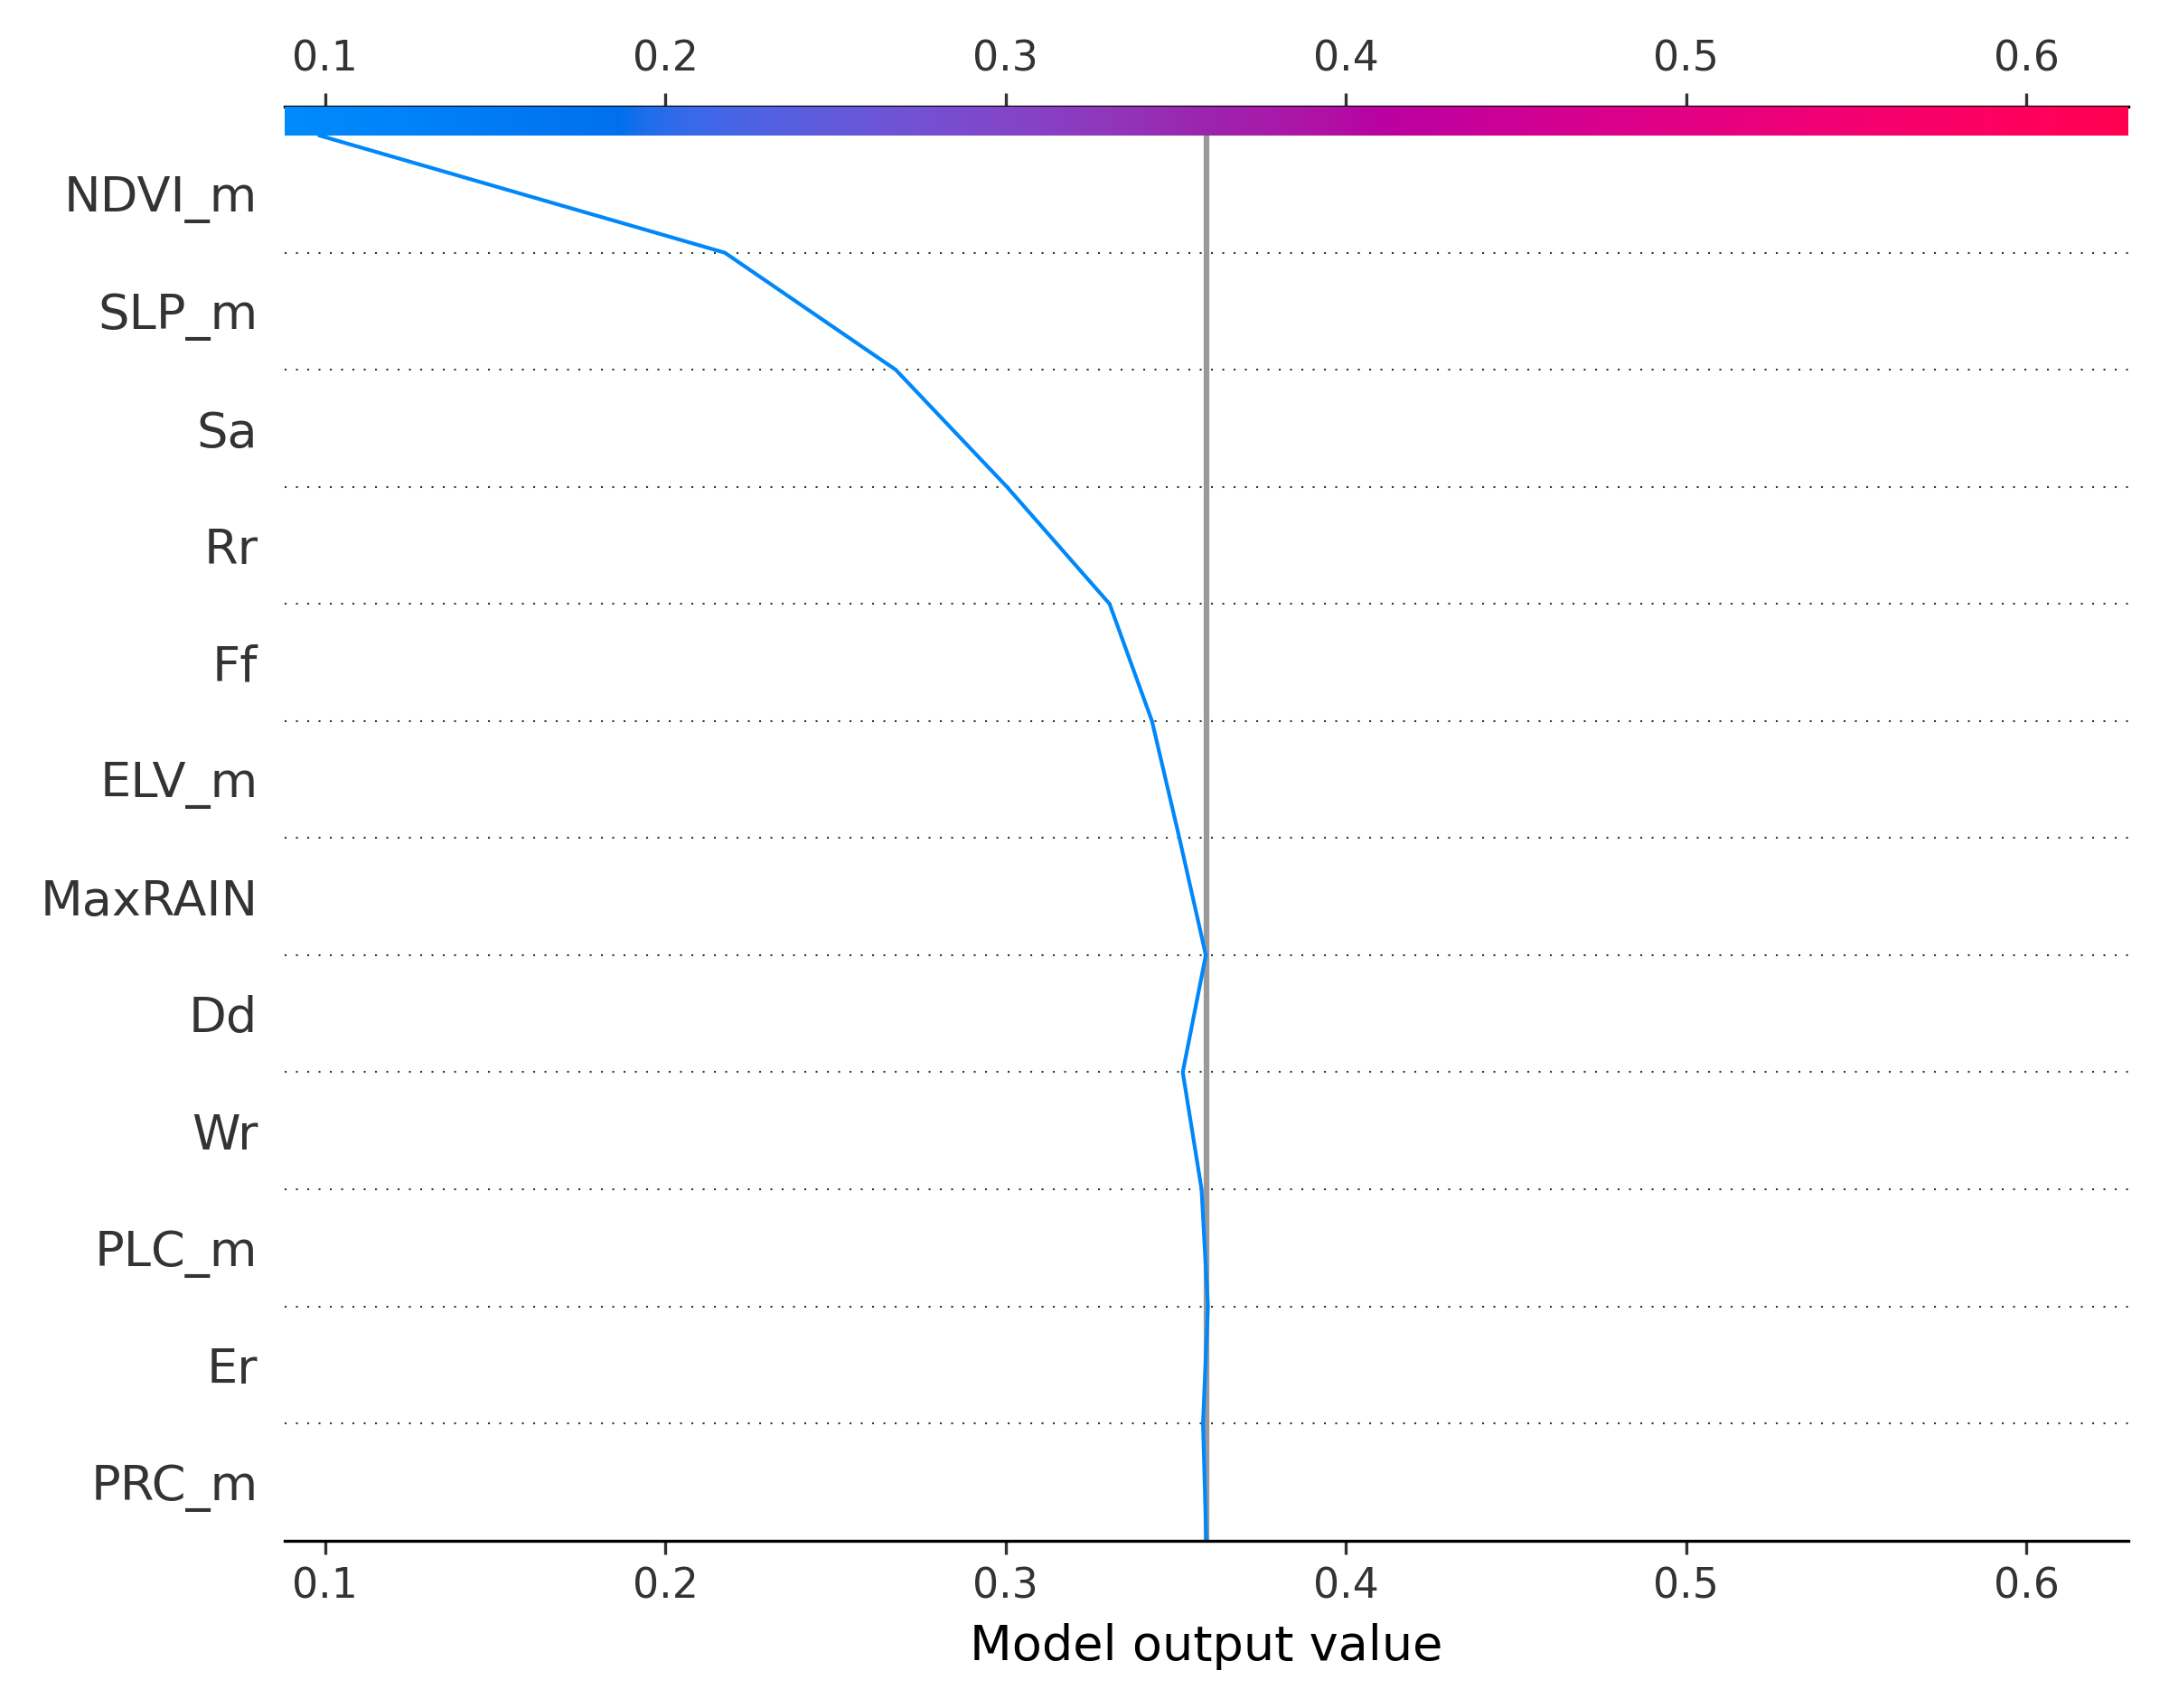 0.1 0.2 0.3 0.4 0.5 0.6
NDVI_m
SLP_m
Sa
Rr
Ff
ELV_m
MaxRAIN
Dd
Wr
PLC_m
Er
PRC_m
0.1 0.2 0.3 0.4 0.5 0.6
Model output value